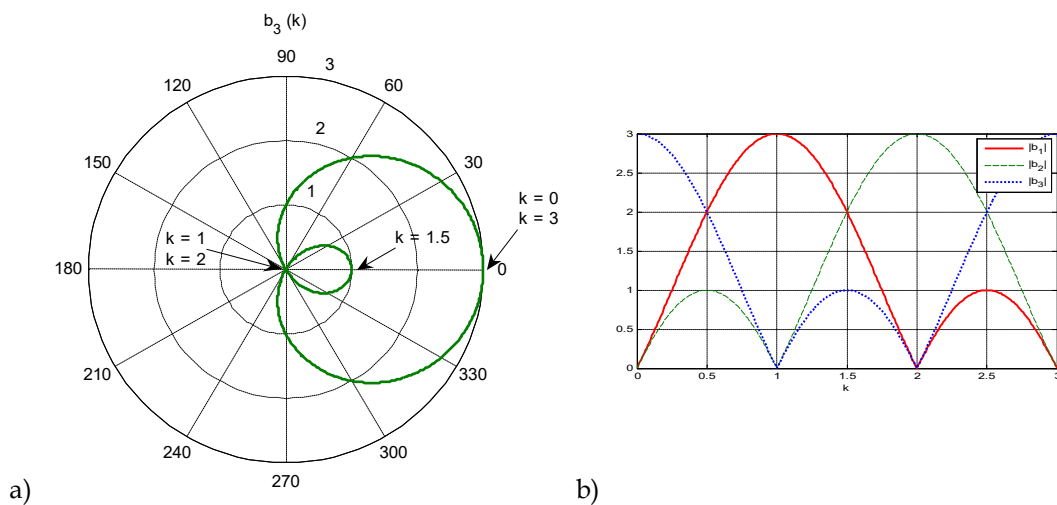 b3 (k)
90
3
120
60
2
150
30
1
k = 0
k = 3
k = 1
k = 2
k = 1.5
180
0
210
330
240
300
270
a)
3
|b1|
|b2|
|b3|
2.5
2
1.5
1
0.5
0
0 0.5 1 1.5 2 2.5 3
k
b)